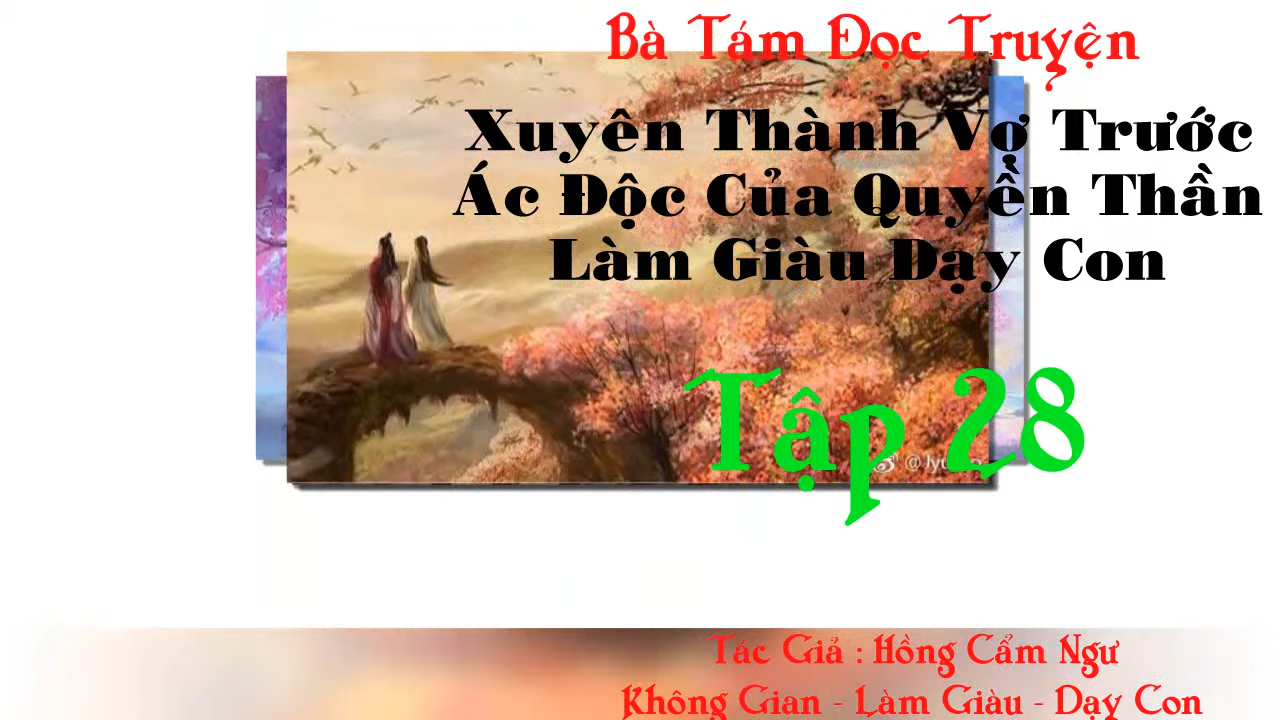 Bà Tám Đọc Truyện
Xuyên Thành Vợ Trước
Ác Độc Của Quyền Thần
Làm Giàu Dạy Con
Tập 28
Tác Giả : Hồng Cẩm Ngư
Không Gian - Làm Giàu - Dạy Con